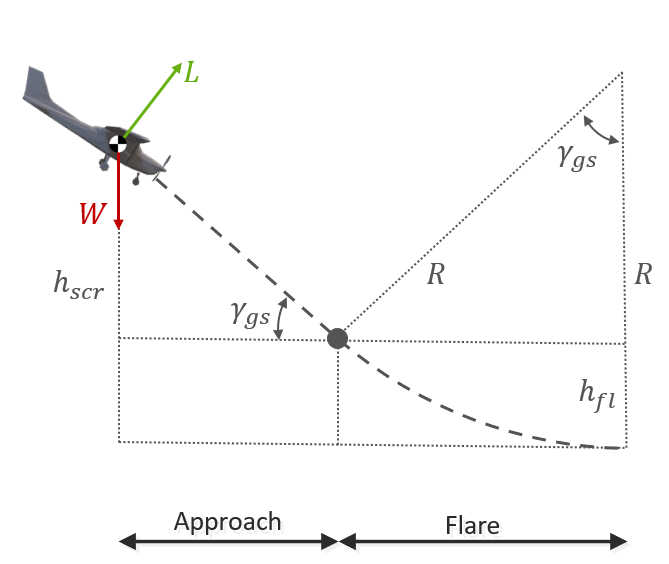 L
W
h_scr
γ_gs
γ_gs
R
R
h_fl
Approach
Flare